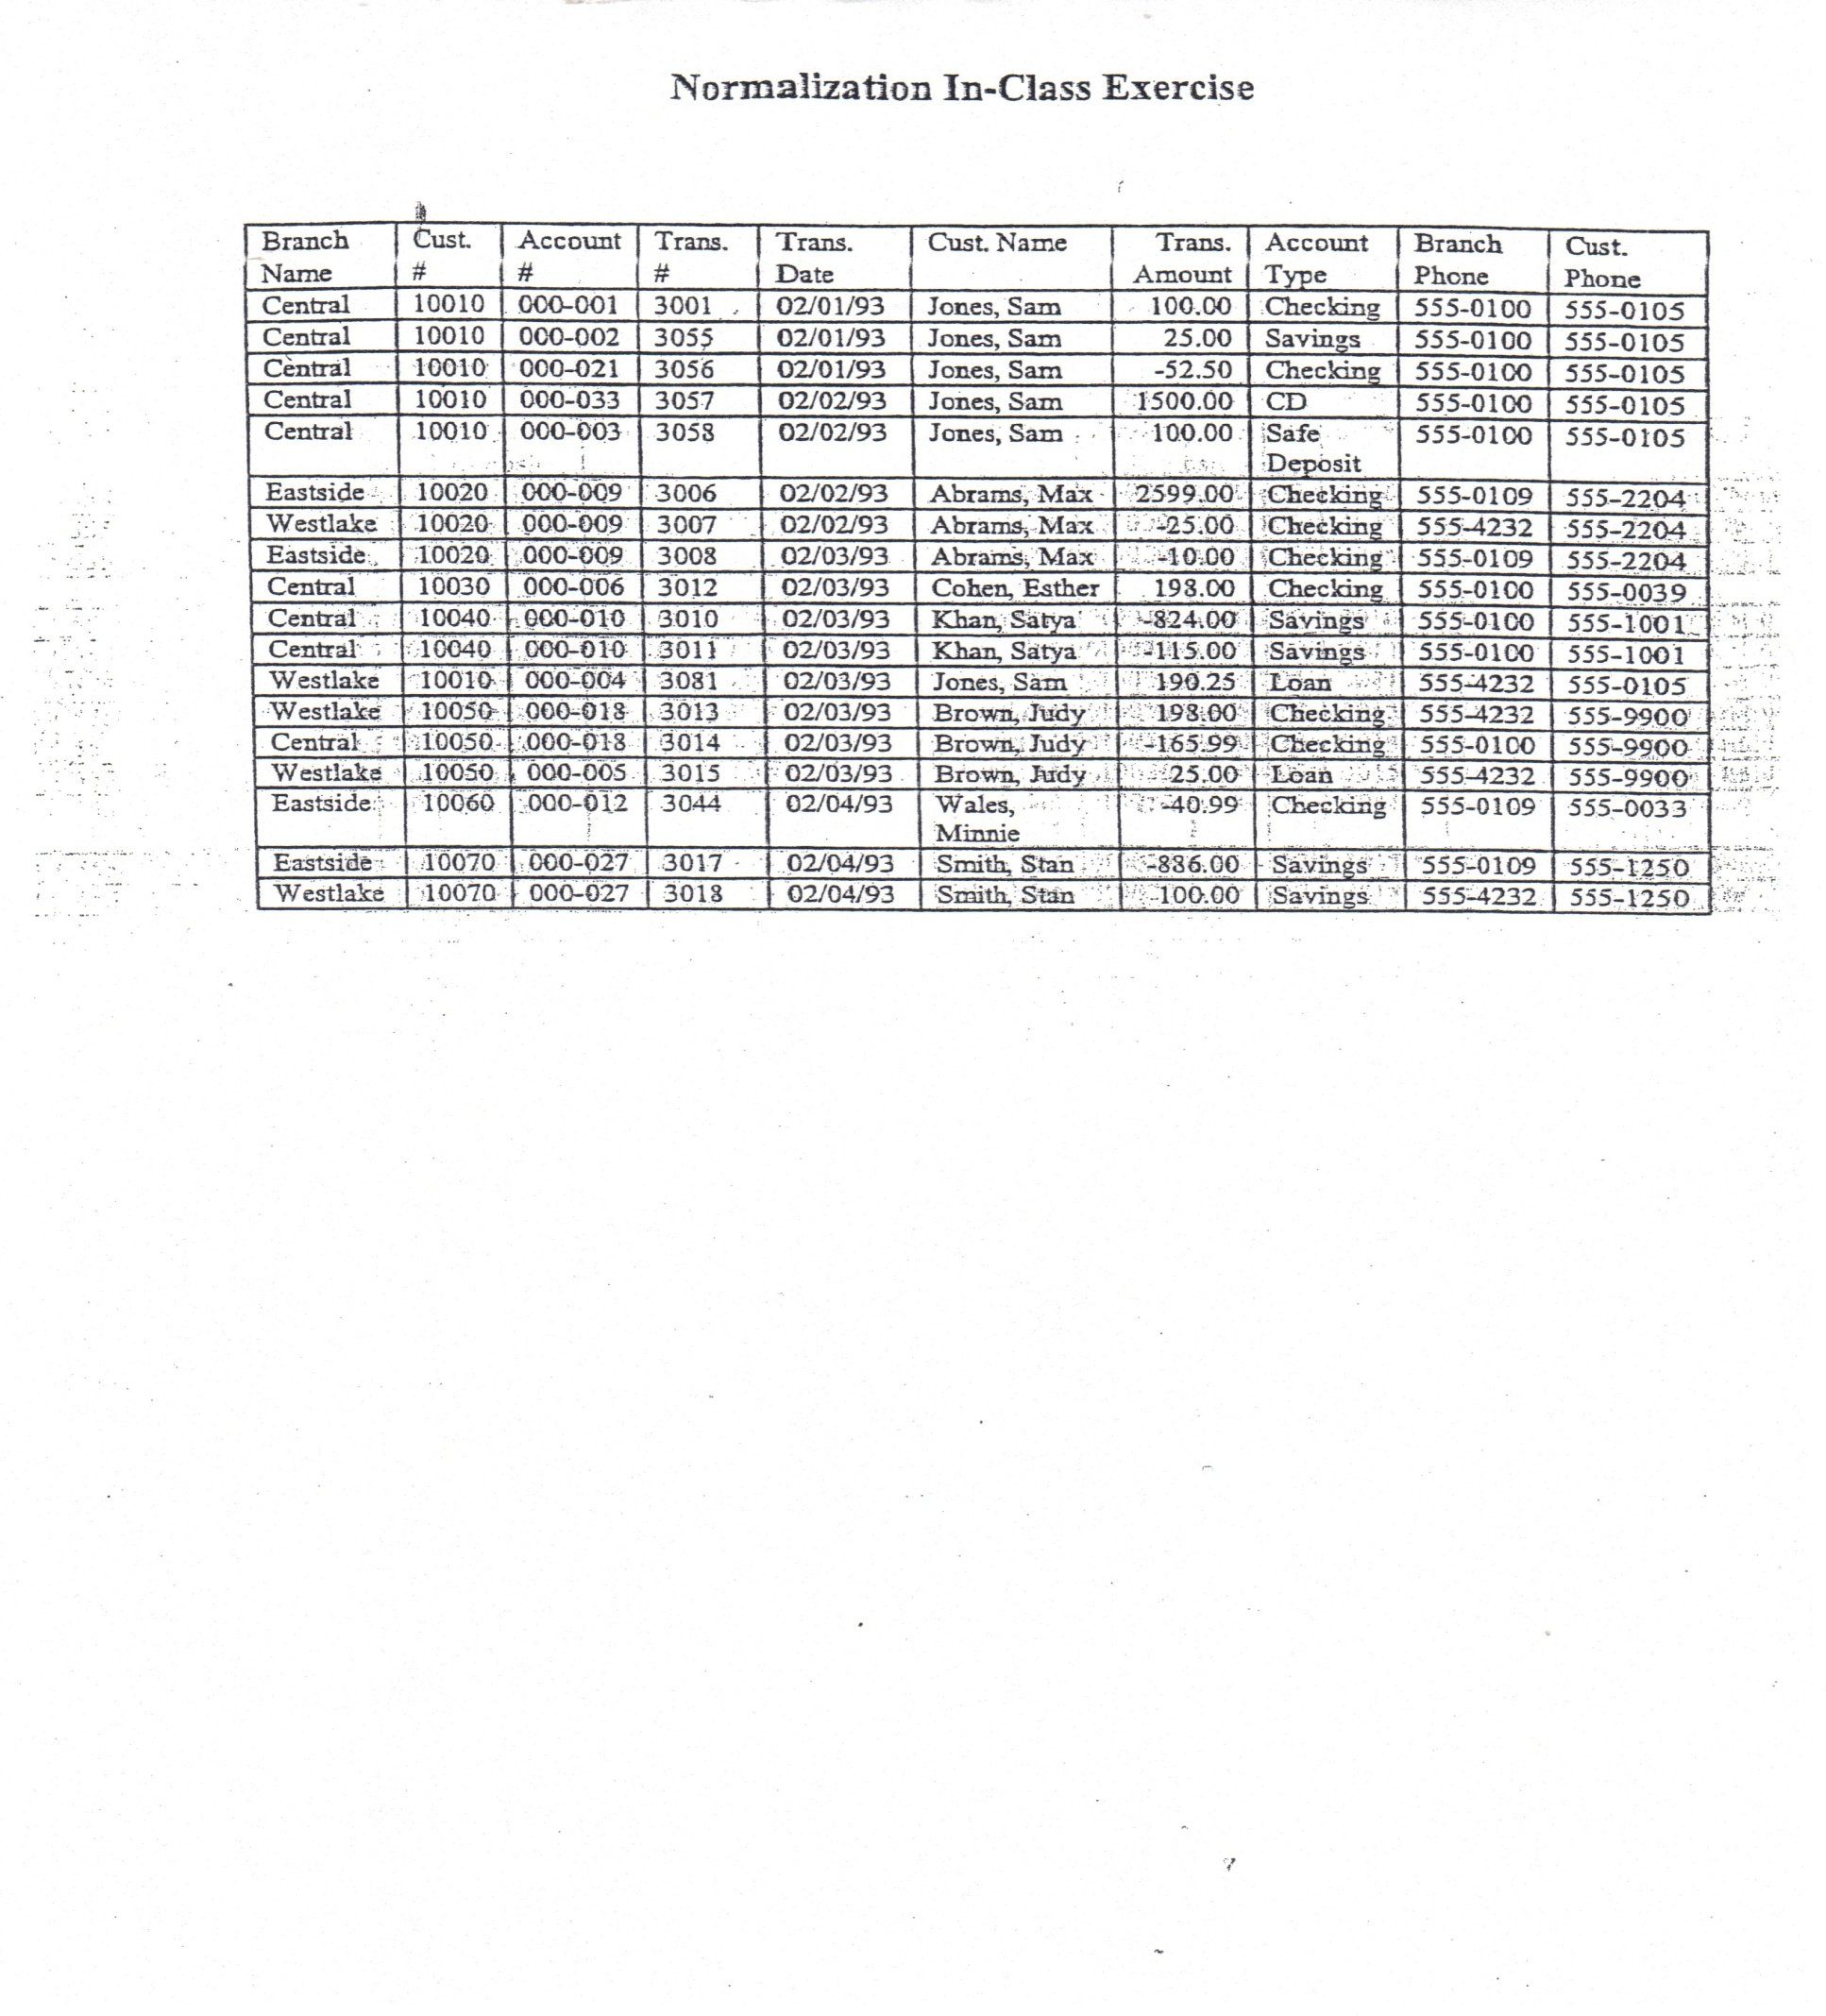 Normalization In-Class Exercise
Branch Name | Cust. # | Account # | Trans. # | Trans. Date | Cust. Name | Trans. Amount | Account Type | Branch Phone | Cust. Phone
Central | 10010 | 000-001 | 3001 | 02/01/93 | Jones, Sam | 100.00 | Checking | 555-0100 | 555-0105
Central | 10010 | 000-002 | 3055 | 02/01/93 | Jones, Sam | 25.00 | Savings | 555-0100 | 555-0105
Central | 10010 | 000-021 | 3056 | 02/01/93 | Jones, Sam | -52.50 | Checking | 555-0100 | 555-0105
Central | 10010 | 000-033 | 3057 | 02/02/93 | Jones, Sam | 1500.00 | CD | 555-0100 | 555-0105
Central | 10010 | 000-003 | 3058 | 02/02/93 | Jones, Sam | 100.00 | Safe Deposit | 555-0100 | 555-0105
Eastside | 10020 | 000-009 | 3006 | 02/02/93 | Abrams, Max | 2599.00 | Checking | 555-0109 | 555-2204
Westlake | 10020 | 000-009 | 3007 | 02/02/93 | Abrams, Max | -25.00 | Checking | 555-4232 | 555-2204
Eastside | 10020 | 000-009 | 3008 | 02/03/93 | Abrams, Max | -10.00 | Checking | 555-0109 | 555-2204
Central | 10030 | 000-006 | 3012 | 02/03/93 | Cohen, Esther | 198.00 | Checking | 555-0100 | 555-0039
Central | 10040 | 000-010 | 3010 | 02/03/93 | Khan, Satya | -824.00 | Savings | 555-0100 | 555-1001
Central | 10040 | 000-010 | 3011 | 02/03/93 | Khan, Satya | -115.00 | Savings | 555-0100 | 555-1001
Westlake | 10010 | 000-004 | 3081 | 02/03/93 | Jones, Sam | 190.25 | Loan | 555-4232 | 555-0105
Westlake | 10050 | 000-018 | 3013 | 02/03/93 | Brown, Judy | 198.00 | Checking | 555-4232 | 555-9900
Central | 10050 | 000-018 | 3014 | 02/03/93 | Brown, Judy | -165.99 | Checking | 555-0100 | 555-9900
Westlake | 10050 | 000-005 | 3015 | 02/03/93 | Brown, Judy | 25.00 | Loan | 555-4232 | 555-9900
Eastside | 10060 | 000-012 | 3044 | 02/04/93 | Wales, Minnie | -40.99 | Checking | 555-0109 | 555-0033
Eastside | 10070 | 000-027 | 3017 | 02/04/93 | Smith, Stan | -886.00 | Savings | 555-0109 | 555-1250
Westlake | 10070 | 000-027 | 3018 | 02/04/93 | Smith, Stan | -100.00 | Savings | 555-4232 | 555-1250